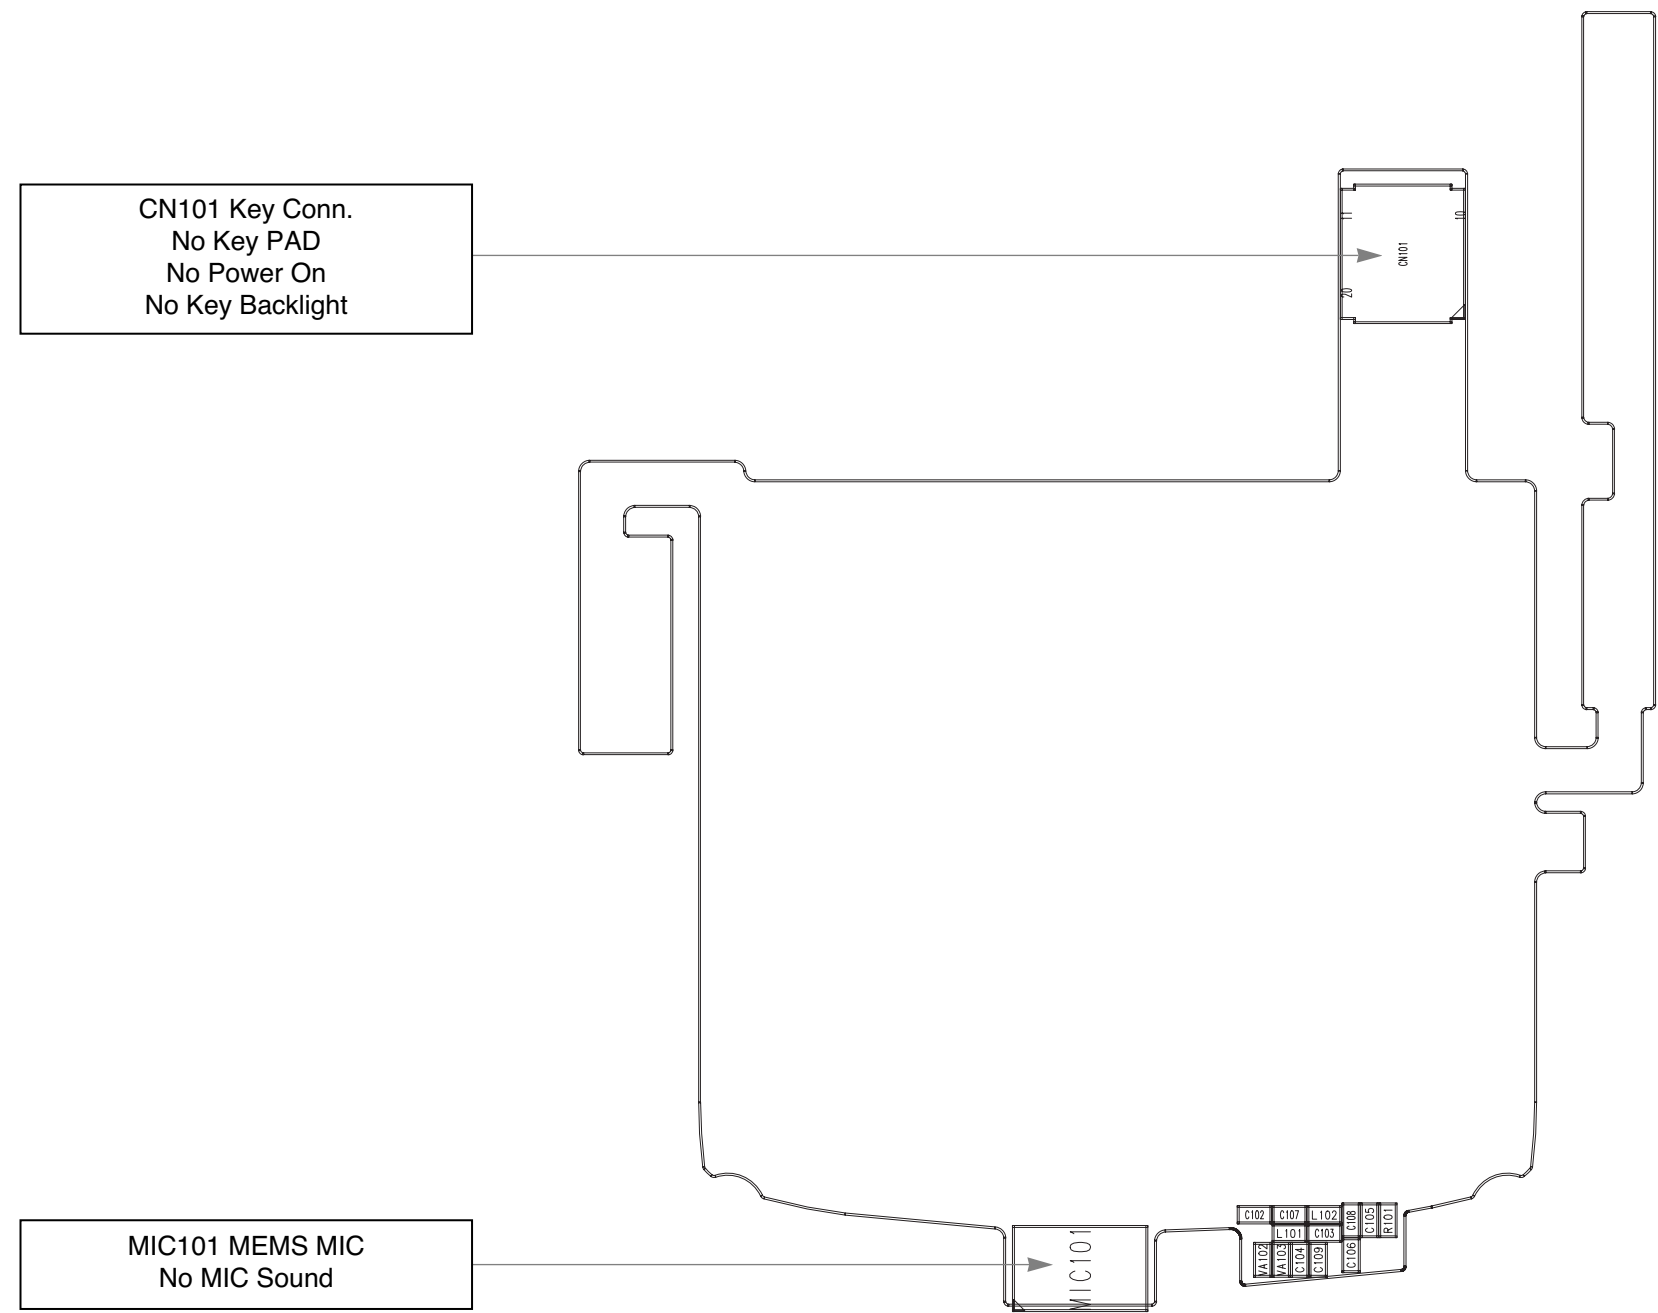 CN101 Key Conn.
No Key PAD
No Power On
No Key Backlight
11
10
CN101
20
MIC101 MEMS MIC
No MIC Sound
MIC101
C102
C107
L102
C108
C105
R101
L101
C103
VA102
VA103
C104
C109
C106